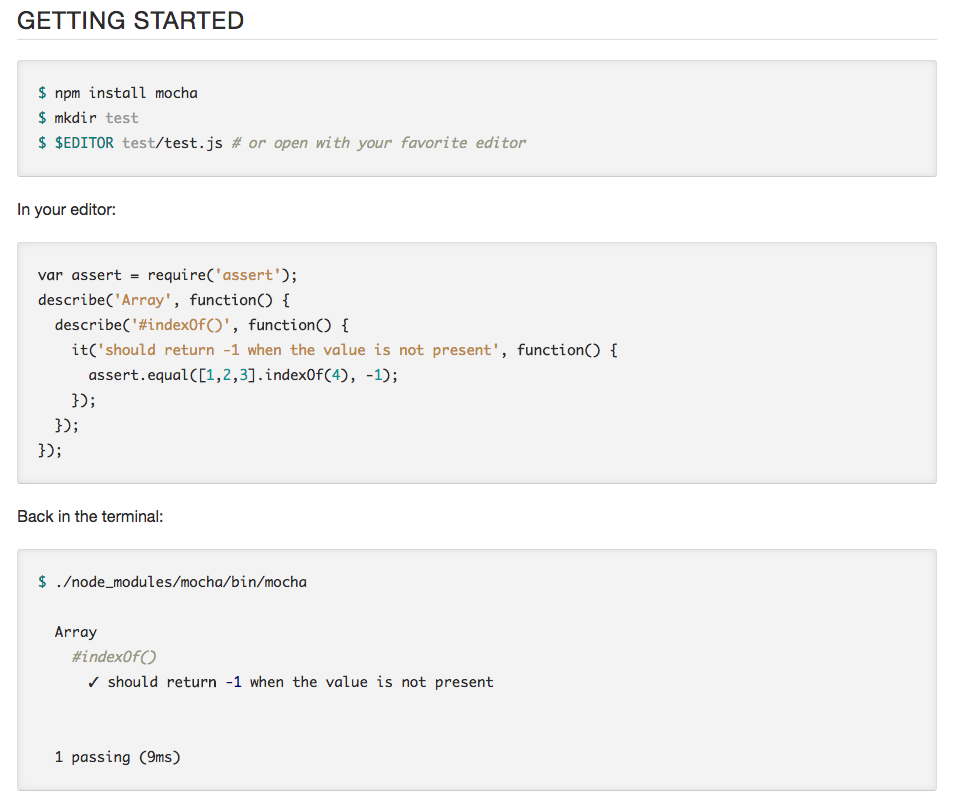 GETTING STARTED
$ npm install mocha
$ mkdir test
$ $EDITOR test/test.js # or open with your favorite editor
In your editor:
var assert = require('assert');
describe('Array', function() {
  describe('#indexOf()', function() {
    it('should return -1 when the value is not present', function() {
      assert.equal([1,2,3].indexOf(4), -1);
    });
  });
});
Back in the terminal:
$ ./node_modules/mocha/bin/mocha
  Array
    #indexOf()
      ✓ should return -1 when the value is not present
  1 passing (9ms)